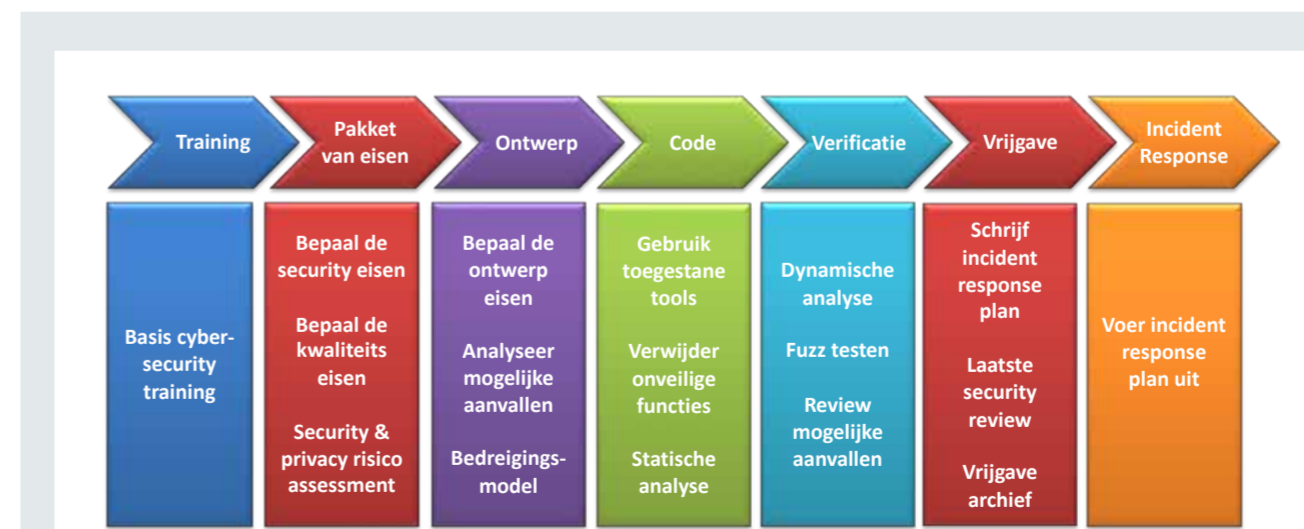 Training
Pakket
van eisen
Ontwerp
Code
Verificatie
Vrijgave
Incident
Response
Basis cyber-
security
training
Bepaal de
security eisen
Bepaal de
kwaliteits
eisen
Security &
privacy risico
assessment
Bepaal de
ontwerp
eisen
Analyseer
mogelijke
aanvallen
Bedreigings-
model
Gebruik
toegestane
tools
Verwijder
onveilige
functies
Statische
analyse
Dynamische
analyse
Fuzz testen
Review
mogelijke
aanvallen
Schrijf
incident
response
plan
Laatste
security
review
Vrijgave
archief
Voer incident
response
plan uit